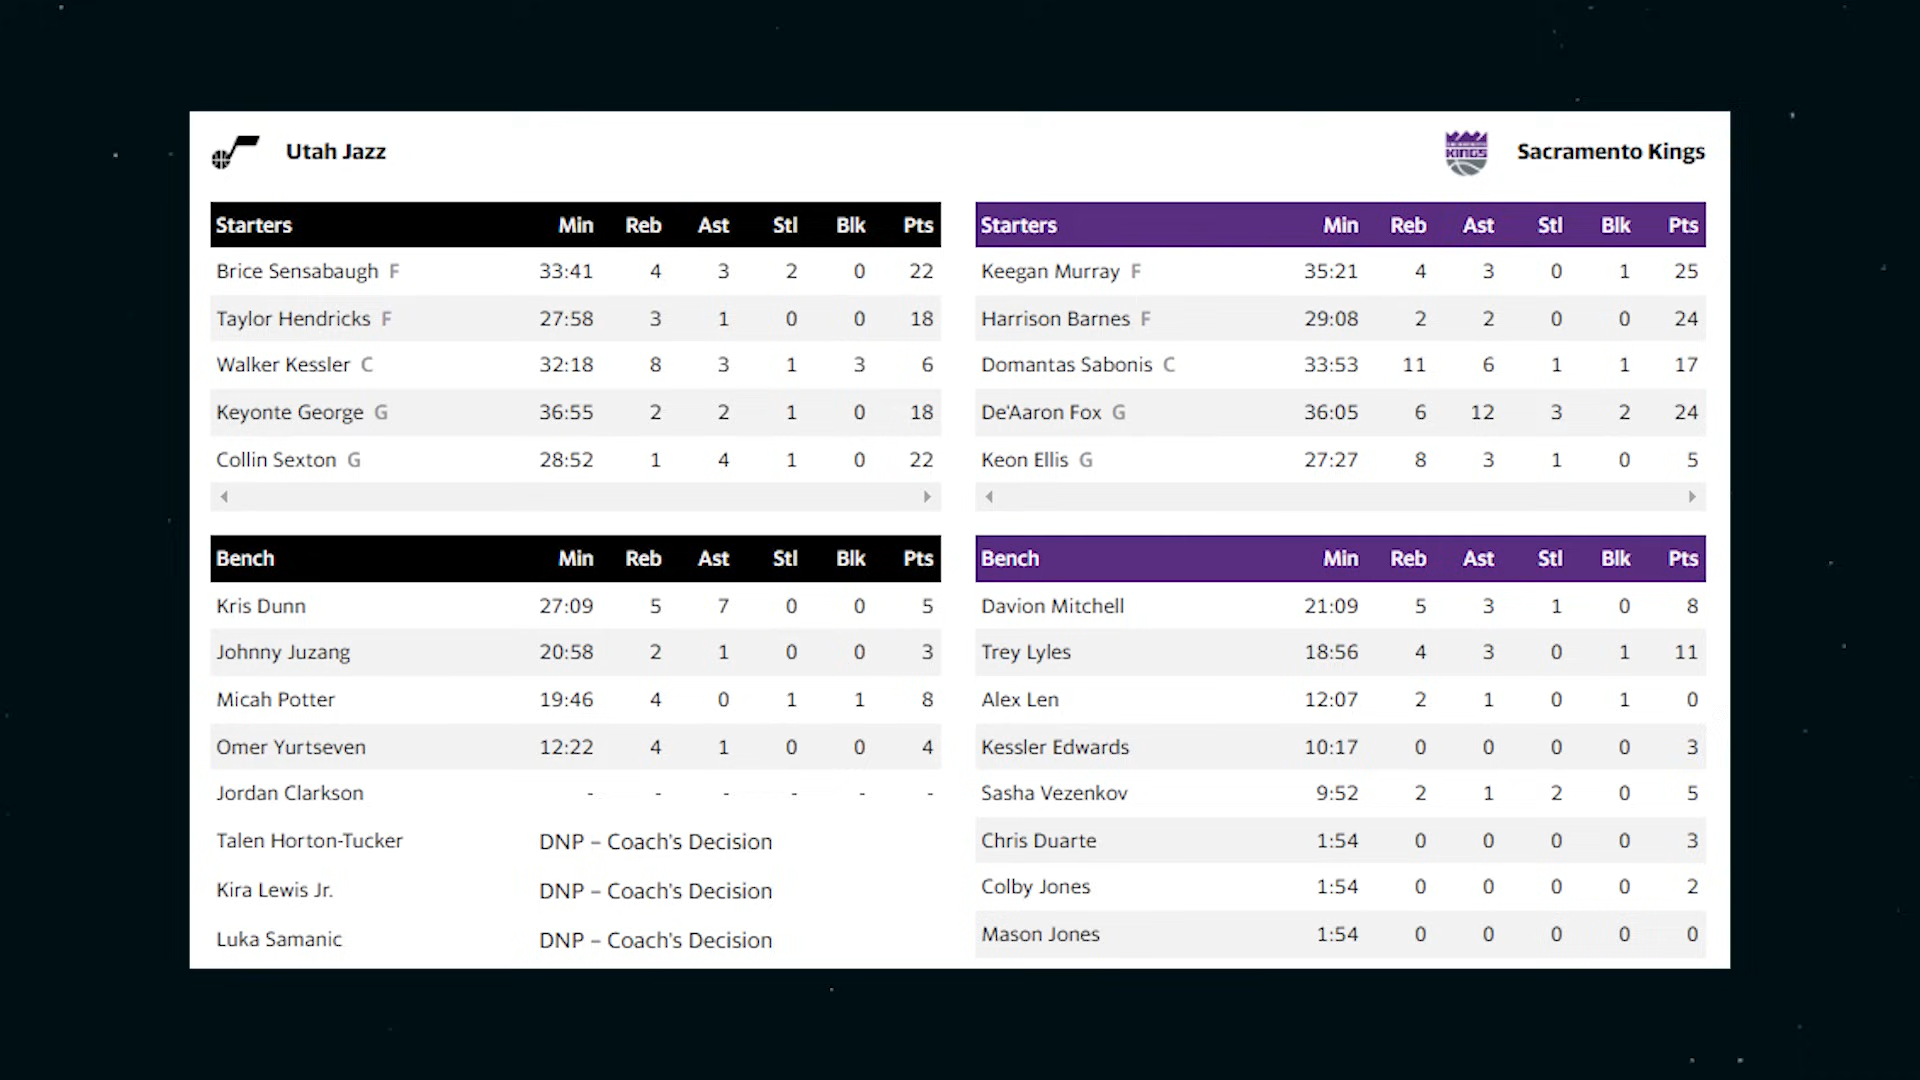 Utah Jazz
Starters Min Reb Ast Stl Blk Pts
Brice Sensabaugh F 33:41 4 3 2 0 22
Taylor Hendricks F 27:58 3 1 0 0 18
Walker Kessler C 32:18 8 3 1 3 6
Keyonte George G 36:55 2 2 1 0 18
Collin Sexton G 28:52 1 4 1 0 22
Bench Min Reb Ast Stl Blk Pts
Kris Dunn 27:09 5 7 0 0 5
Johnny Juzang 20:58 2 1 0 0 3
Micah Potter 19:46 4 0 1 1 8
Omer Yurtseven 12:22 4 1 0 0 4
Jordan Clarkson - - - - - -
Talen Horton-Tucker DNP – Coach's Decision
Kira Lewis Jr. DNP – Coach's Decision
Luka Samanic DNP – Coach's Decision
KINGS
Sacramento Kings
Starters Min Reb Ast Stl Blk Pts
Keegan Murray F 35:21 4 3 0 1 25
Harrison Barnes F 29:08 2 2 0 0 24
Domantas Sabonis C 33:53 11 6 1 1 17
De'Aaron Fox G 36:05 6 12 3 2 24
Keon Ellis G 27:27 8 3 1 0 5
Bench Min Reb Ast Stl Blk Pts
Davion Mitchell 21:09 5 3 1 0 8
Trey Lyles 18:56 4 3 0 1 11
Alex Len 12:07 2 1 0 1 0
Kessler Edwards 10:17 0 0 0 0 3
Sasha Vezenkov 9:52 2 1 2 0 5
Chris Duarte 1:54 0 0 0 0 3
Colby Jones 1:54 0 0 0 0 2
Mason Jones 1:54 0 0 0 0 0